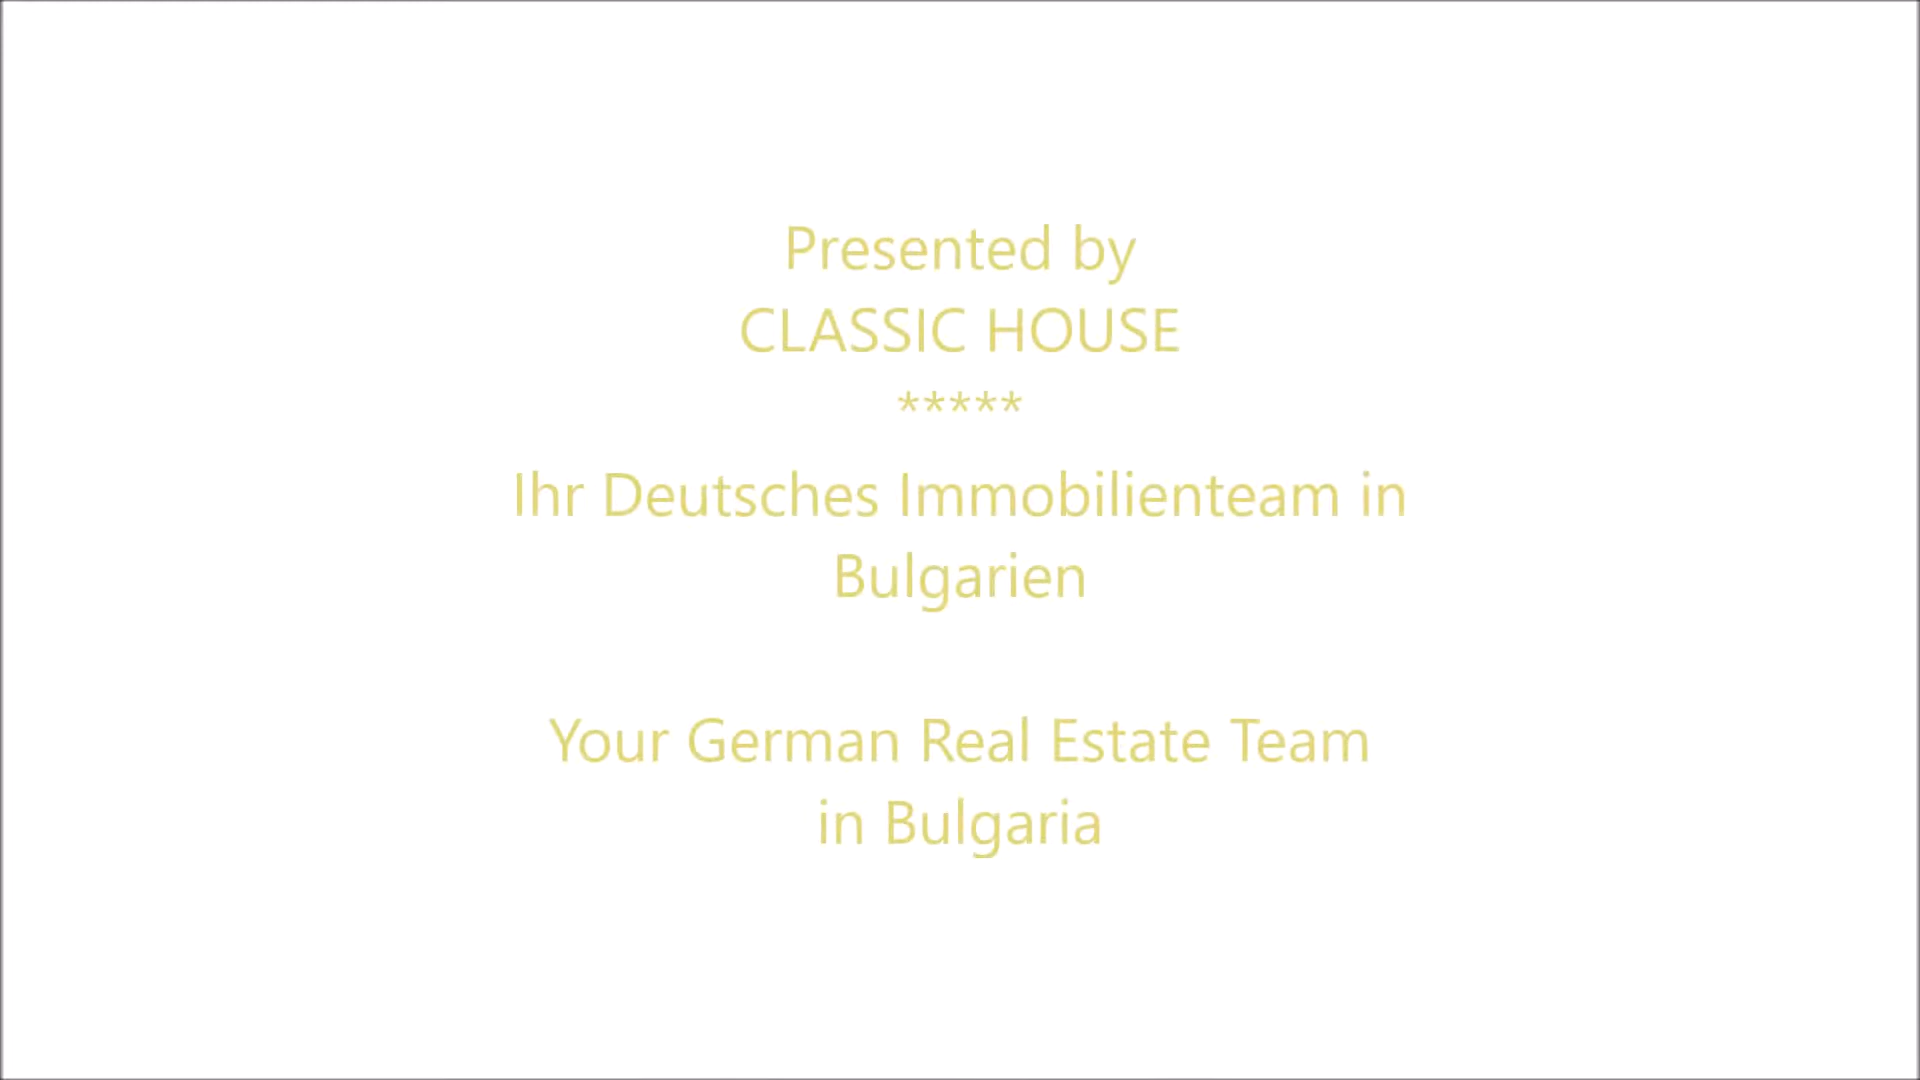 Presented by
CLASSIC HOUSE
*****
Ihr Deutsches Immobilienteam in
Bulgarien
Your German Real Estate Team
in Bulgaria